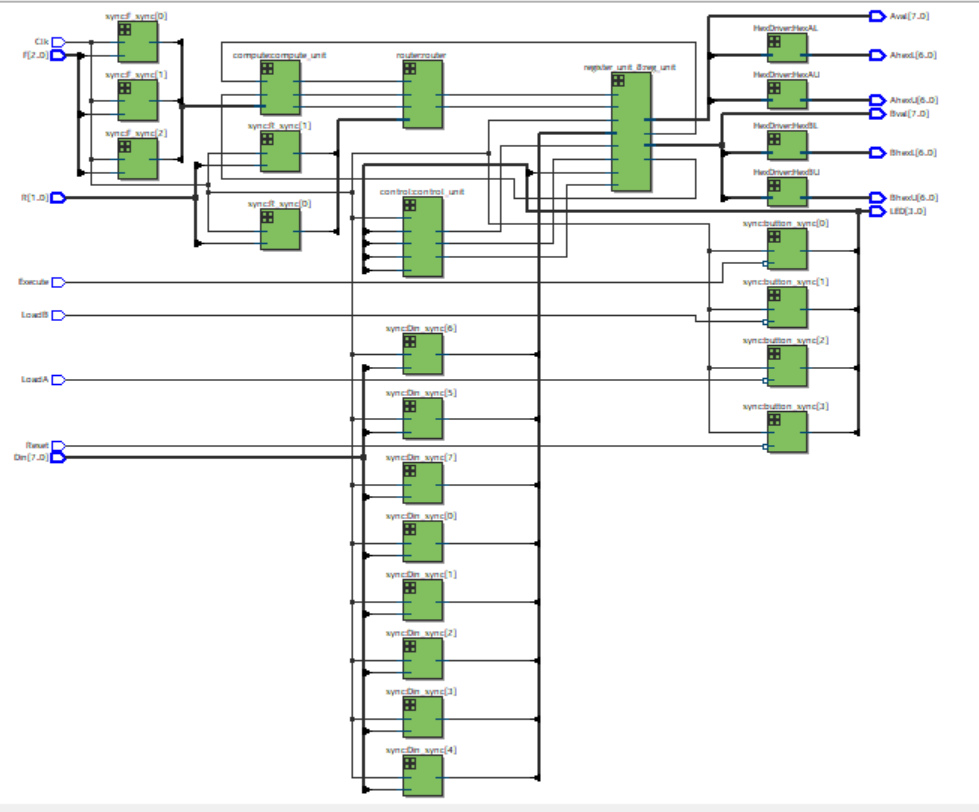 sync:F_sync[0]
Clk
F[2..0]
sync:F_sync[1]
sync:F_sync[2]
R[1..0]
compute:compute_unit
router:router
sync:R_sync[1]
sync:R_sync[0]
control:control_unit
register_unit_8:reg_unit
HexDriver:HexAL
HexDriver:HexAU
HexDriver:HexBL
HexDriver:HexBU
Aval[7..0]
AhexL[6..0]
AhexU[6..0]
Bval[7..0]
BhexL[6..0]
BhexU[6..0]
LED[3..0]
sync:button_sync[0]
sync:button_sync[1]
sync:button_sync[2]
sync:button_sync[3]
Execute
LoadB
LoadA
Reset
Din[7..0]
sync:Din_sync[6]
sync:Din_sync[5]
sync:Din_sync[7]
sync:Din_sync[0]
sync:Din_sync[1]
sync:Din_sync[2]
sync:Din_sync[3]
sync:Din_sync[4]